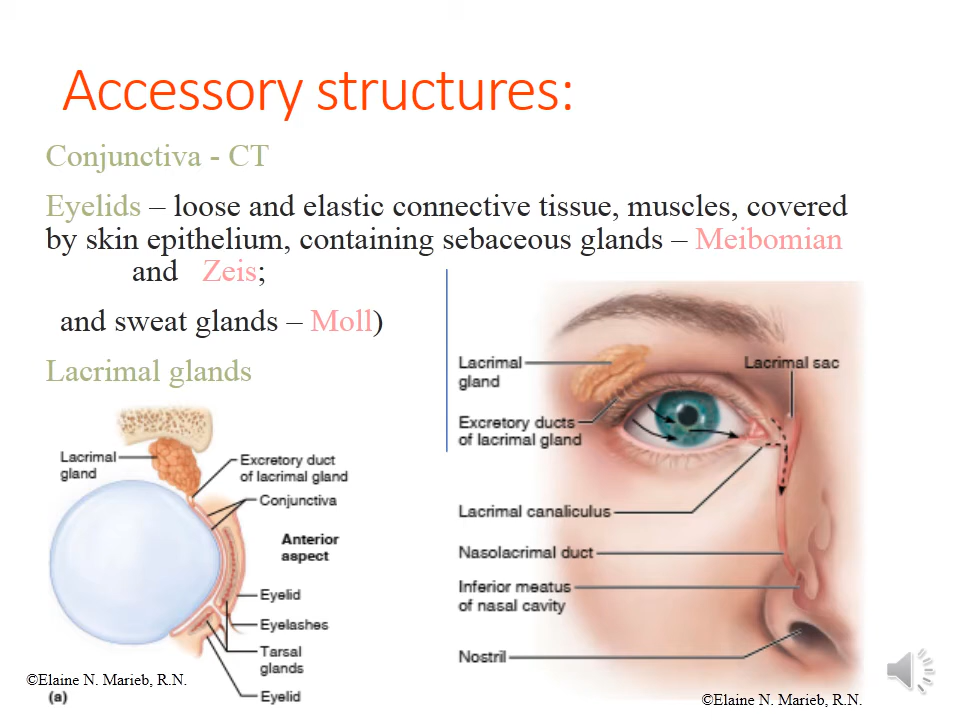 Accessory structures:
Conjunctiva - CT
Eyelids – loose and elastic connective tissue, muscles, covered
by skin epithelium, containing sebaceous glands – Meibomian
and Zeis;
and sweat glands – Moll)
Lacrimal glands
Lacrimal
gland
Excretory duct
of lacrimal gland
Conjunctiva
Anterior
aspect
Eyelid
Eyelashes
Tarsal
glands
Eyelid
©Elaine N. Marieb, R.N.
(a)
Lacrimal
gland
Lacrimal sac
Excretory ducts
of lacrimal gland
Lacrimal canaliculus
Nasolacrimal duct
Inferior meatus
of nasal cavity
Nostril
©Elaine N. Marieb, R.N.